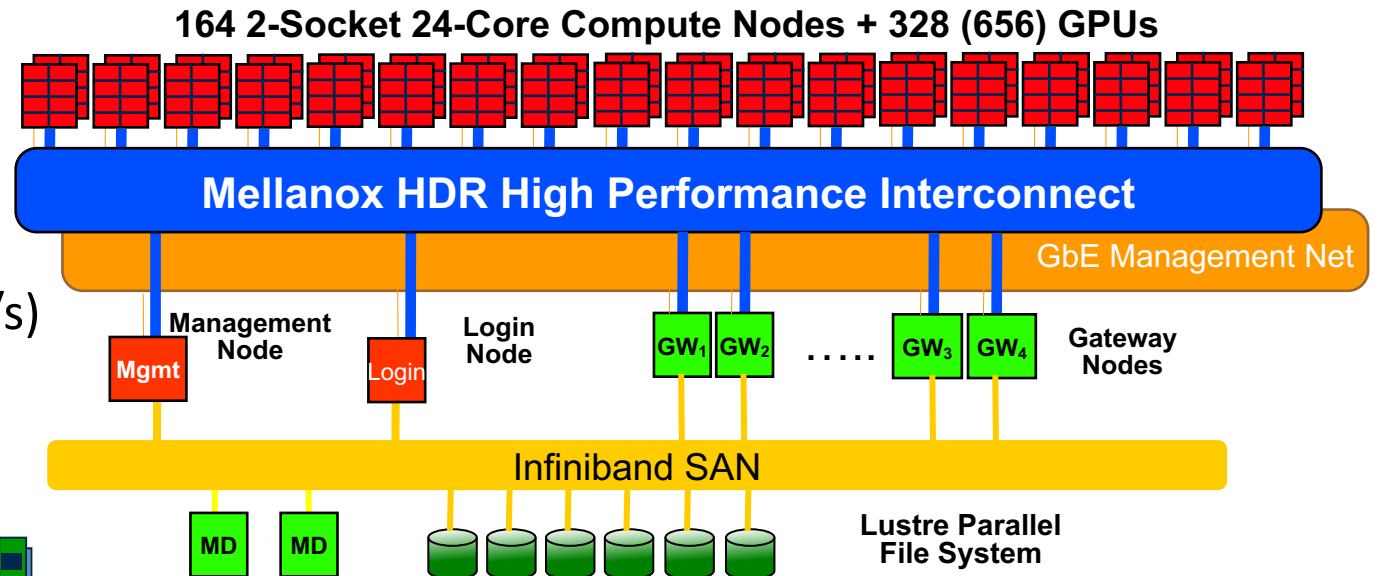 164 2-Socket 24-Core Compute Nodes + 328 (656) GPUs
Mellanox HDR High Performance Interconnect
GbE Management Net
/s)
Management
Node
Mgmt
Login
Node
Login
GW₁
GW₂
.....
GW₃
GW₄
Gateway
Nodes
Infiniband SAN
MD
MD
Lustre Parallel
File System